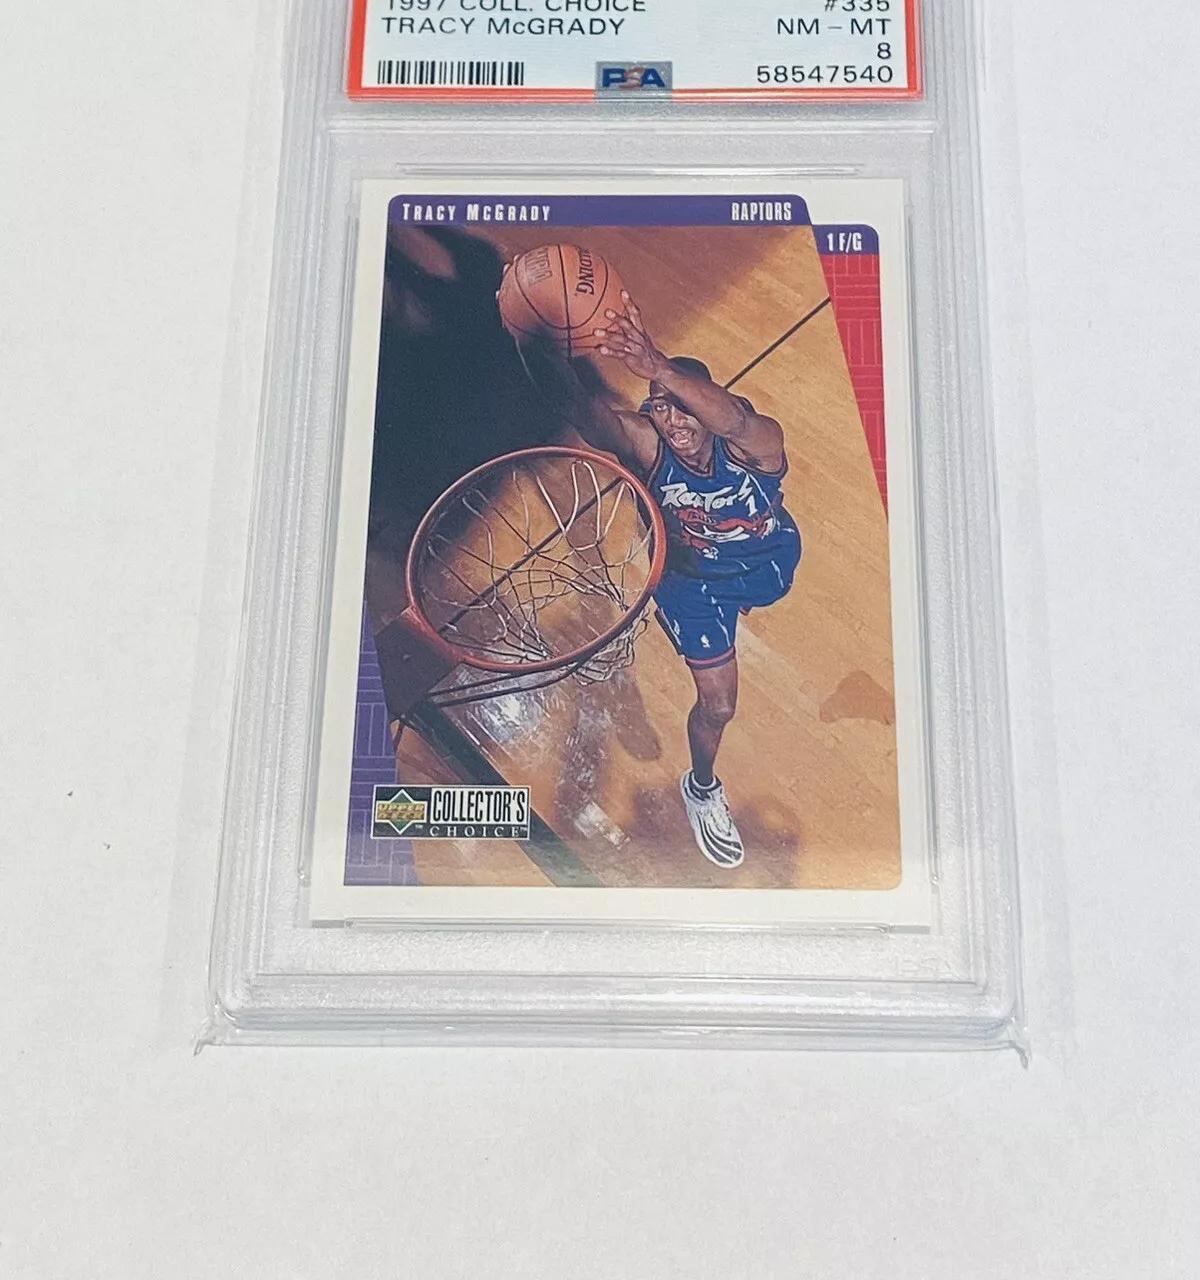 1997 COLL. CHOICE #335
TRACY McGRADY NM - MT
8
PSA 58547540
TRACY MCGRADY RAPTORS
1 F/G
SPALDING
RAPTORS
1
UPPER DECK
COLLECTOR'S
CHOICE™